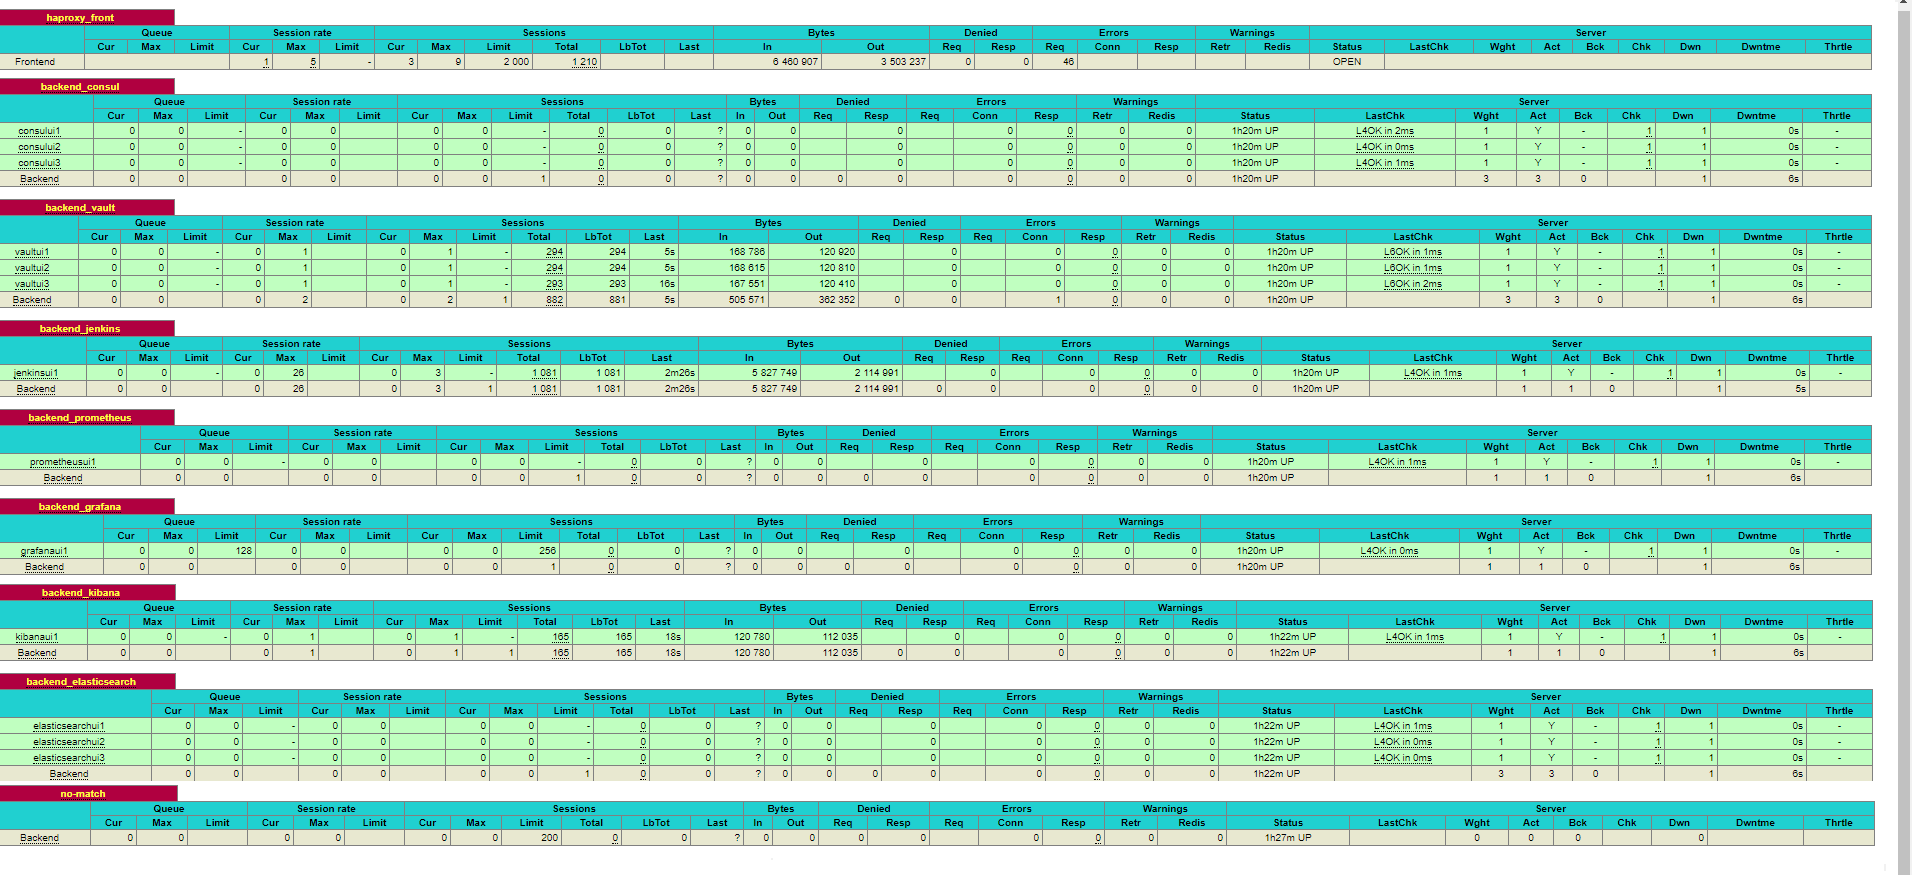 haproxy_front
Queue Session rate Sessions Bytes Denied Errors Warnings Server
Cur Max Limit Cur Max Limit Cur Max Limit Total LbTot Last In Out Req Resp Req Conn Resp Retr Redis Status LastChk Wght Act Bck Chk Dwn Dwntme Thrtle
Frontend 1 5 - 3 9 2 000 1 210 6 460 907 3 503 237 0 0 46 OPEN
backend_consul
Queue Session rate Sessions Bytes Denied Errors Warnings Server
Cur Max Limit Cur Max Limit Cur Max Limit Total LbTot Last In Out Req Resp Req Conn Resp Retr Redis Status LastChk Wght Act Bck Chk Dwn Dwntme Thrtle
consului1 0 0 - 0 0 0 0 - 0 0 ? 0 0 0 0 0 0 0 1h20m UP L4OK in 2ms 1 Y - 1 1 0s -
consului2 0 0 - 0 0 0 0 - 0 0 ? 0 0 0 0 0 0 0 1h20m UP L4OK in 0ms 1 Y - 1 1 0s -
consului3 0 0 - 0 0 0 0 - 0 0 ? 0 0 0 0 0 0 0 1h20m UP L4OK in 1ms 1 Y - 1 1 0s -
Backend 0 0 0 0 0 0 1 0 0 ? 0 0 0 0 0 0 0 0 1h20m UP 3 3 0 1 6s
backend_vault
Queue Session rate Sessions Bytes Denied Errors Warnings Server
Cur Max Limit Cur Max Limit Cur Max Limit Total LbTot Last In Out Req Resp Req Conn Resp Retr Redis Status LastChk Wght Act Bck Chk Dwn Dwntme Thrtle
vaultui1 0 0 - 0 1 0 1 - 294 294 5s 168 786 120 920 0 0 0 0 0 1h20m UP L6OK in 1ms 1 Y - 1 1 0s -
vaultui2 0 0 - 0 1 0 1 - 294 294 5s 168 615 120 810 0 0 0 0 0 1h20m UP L6OK in 1ms 1 Y - 1 1 0s -
vaultui3 0 0 - 0 1 0 1 - 293 293 16s 167 551 120 410 0 0 0 0 0 1h20m UP L6OK in 2ms 1 Y - 1 1 0s -
Backend 0 0 0 2 0 2 1 882 881 5s 505 571 362 352 0 0 1 0 0 0 1h20m UP 3 3 0 1 6s
backend_jenkins
Queue Session rate Sessions Bytes Denied Errors Warnings Server
Cur Max Limit Cur Max Limit Cur Max Limit Total LbTot Last In Out Req Resp Req Conn Resp Retr Redis Status LastChk Wght Act Bck Chk Dwn Dwntme Thrtle
jenkinsui1 0 0 - 0 26 0 3 - 1 081 1 081 2m26s 5 827 749 2 114 991 0 0 0 0 0 1h20m UP L4OK in 1ms 1 Y - 1 1 0s -
Backend 0 0 0 26 0 3 1 1 081 1 081 2m26s 5 827 749 2 114 991 0 0 0 0 0 0 1h20m UP 1 1 0 1 5s
backend_prometheus
Queue Session rate Sessions Bytes Denied Errors Warnings Server
Cur Max Limit Cur Max Limit Cur Max Limit Total LbTot Last In Out Req Resp Req Conn Resp Retr Redis Status LastChk Wght Act Bck Chk Dwn Dwntme Thrtle
prometheusui1 0 0 - 0 0 0 0 - 0 0 ? 0 0 0 0 0 0 0 1h20m UP L4OK in 1ms 1 Y - 1 1 0s -
Backend 0 0 0 0 0 0 1 0 0 ? 0 0 0 0 0 0 0 0 1h20m UP 1 1 0 1 6s
backend_grafana
Queue Session rate Sessions Bytes Denied Errors Warnings Server
Cur Max Limit Cur Max Limit Cur Max Limit Total LbTot Last In Out Req Resp Req Conn Resp Retr Redis Status LastChk Wght Act Bck Chk Dwn Dwntme Thrtle
grafanaui1 0 0 128 0 0 0 0 256 0 0 ? 0 0 0 0 0 0 0 1h20m UP L4OK in 0ms 1 Y - 1 1 0s -
Backend 0 0 0 0 0 0 1 0 0 ? 0 0 0 0 0 0 0 0 1h20m UP 1 1 0 1 6s
backend_kibana
Queue Session rate Sessions Bytes Denied Errors Warnings Server
Cur Max Limit Cur Max Limit Cur Max Limit Total LbTot Last In Out Req Resp Req Conn Resp Retr Redis Status LastChk Wght Act Bck Chk Dwn Dwntme Thrtle
kibanaui1 0 0 - 0 1 0 1 - 165 165 18s 120 780 112 035 0 0 0 0 0 1h22m UP L4OK in 1ms 1 Y - 1 1 0s -
Backend 0 0 0 1 0 1 1 165 165 18s 120 780 112 035 0 0 0 0 0 0 1h22m UP 1 1 0 1 6s
backend_elasticsearch
Queue Session rate Sessions Bytes Denied Errors Warnings Server
Cur Max Limit Cur Max Limit Cur Max Limit Total LbTot Last In Out Req Resp Req Conn Resp Retr Redis Status LastChk Wght Act Bck Chk Dwn Dwntme Thrtle
elasticsearchui1 0 0 - 0 0 0 0 - 0 0 ? 0 0 0 0 0 0 0 1h22m UP L4OK in 1ms 1 Y - 1 1 0s -
elasticsearchui2 0 0 - 0 0 0 0 - 0 0 ? 0 0 0 0 0 0 0 1h22m UP L4OK in 0ms 1 Y - 1 1 0s -
elasticsearchui3 0 0 - 0 0 0 0 - 0 0 ? 0 0 0 0 0 0 0 1h22m UP L4OK in 0ms 1 Y - 1 1 0s -
Backend 0 0 0 0 0 0 1 0 0 ? 0 0 0 0 0 0 0 0 1h22m UP 3 3 0 1 6s
no-match
Queue Session rate Sessions Bytes Denied Errors Warnings Server
Cur Max Limit Cur Max Limit Cur Max Limit Total LbTot Last In Out Req Resp Req Conn Resp Retr Redis Status LastChk Wght Act Bck Chk Dwn Dwntme Thrtle
Backend 0 0 0 0 0 0 200 0 0 ? 0 0 0 0 0 0 0 0 1h27m UP 0 0 0 0